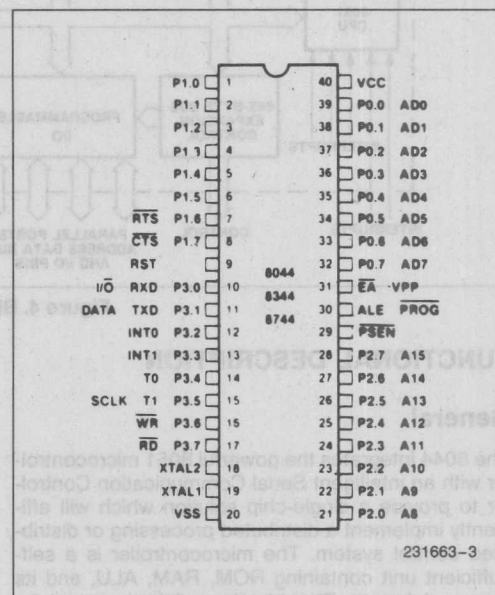 P1.0 1 40 VCC
P1.1 2 39 P0.0 AD0
P1.2 3 38 P0.1 AD1
P1.3 4 37 P0.2 AD2
P1.4 5 36 P0.3 AD3
P1.5 6 35 P0.4 AD4
RTS P1.6 7 34 P0.5 AD5
CTS P1.7 8 33 P0.6 AD6
RST 9 32 P0.7 AD7
I/O RXD P3.0 10 8044 31 EA VPP
DATA TXD P3.1 11 8344 30 ALE PROG
INT0 P3.2 12 8744 29 PSEN
INT1 P3.3 13 28 P2.7 A15
T0 P3.4 14 27 P2.6 A14
SCLK T1 P3.5 15 26 P2.5 A13
WR P3.6 16 25 P2.4 A12
RD P3.7 17 24 P2.3 A11
XTAL2 18 23 P2.2 A10
XTAL1 19 22 P2.1 A9
VSS 20 21 P2.0 A8
231663-3